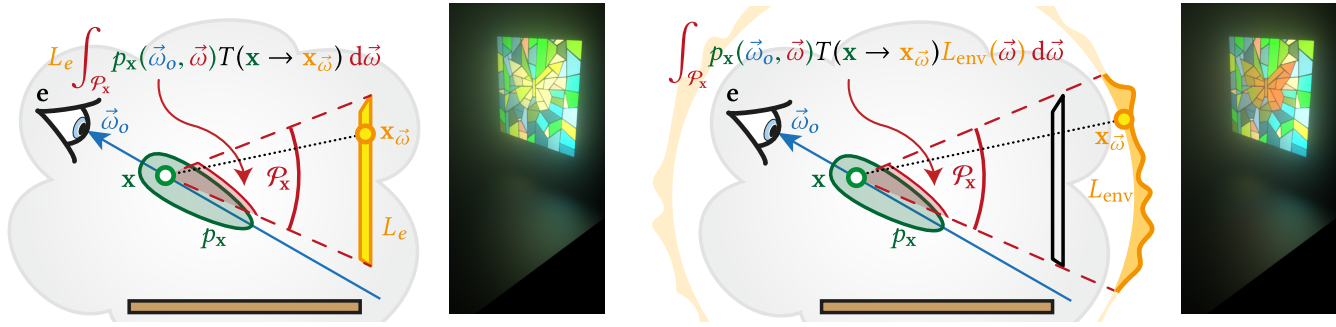 L_e ∫_{𝒫_x} p_x(ω⃗_o, ω⃗) T(x → x_ω⃗) dω⃗
e
ω⃗_o
x_ω⃗
x
𝒫_x
L_e
p_x
∫_{𝒫_x} p_x(ω⃗_o, ω⃗) T(x → x_ω⃗) L_env(ω⃗) dω⃗
e
ω⃗_o
x_ω⃗
x
𝒫_x
L_env
p_x